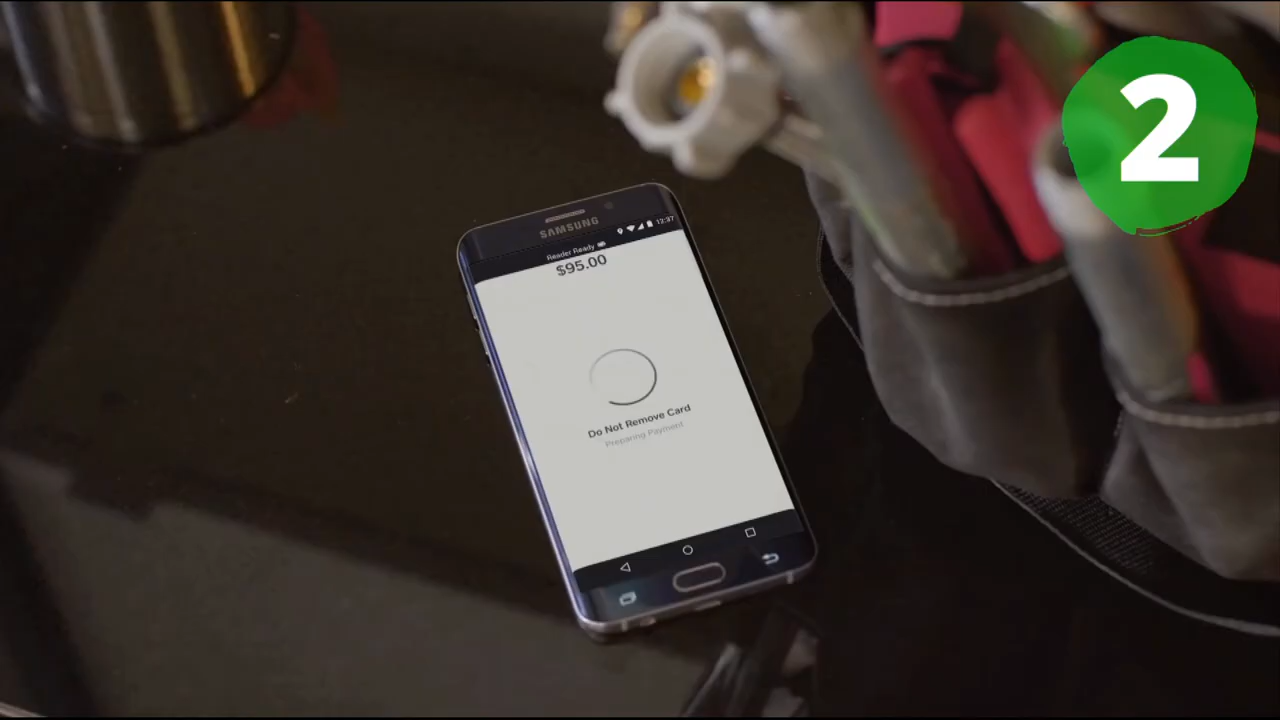 2
SAMSUNG
12:37
Reader Ready
$95.00
Do Not Remove Card
Preparing Payment